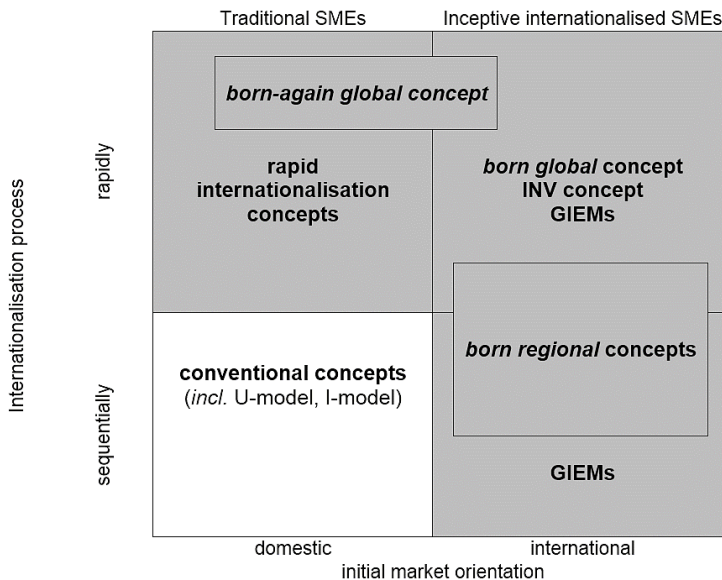 Traditional SMEs
Inceptive internationalised SMEs
Internationalisation process
rapidly
born-again global concept
rapid
internationalisation
concepts
born global concept
INV concept
GIEMs
sequentially
conventional concepts
(incl. U-model, I-model)
born regional concepts
GIEMs
domestic
international
initial market orientation